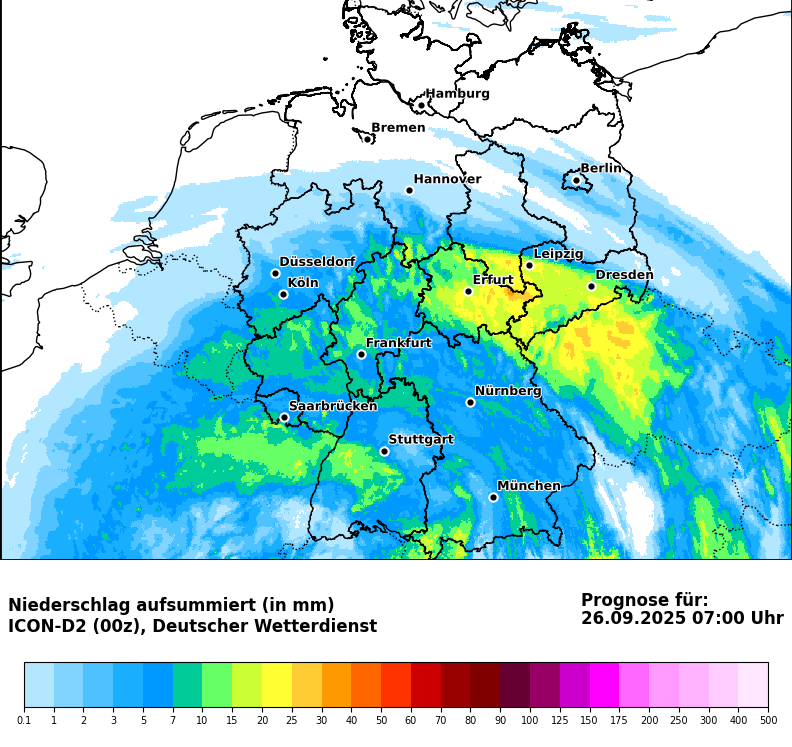 Hamburg
Bremen
Berlin
Hannover
Leipzig
Düsseldorf
Dresden
Köln
Erfurt
Frankfurt
Nürnberg
Saarbrücken
Stuttgart
München
Niederschlag aufsummiert (in mm)
ICON-D2 (00z), Deutscher Wetterdienst
Prognose für:
26.09.2025 07:00 Uhr
0.1 1 2 3 5 7 10 15 20 25 30 40 50 60 70 80 90 100 125 150 175 200 250 300 400 500